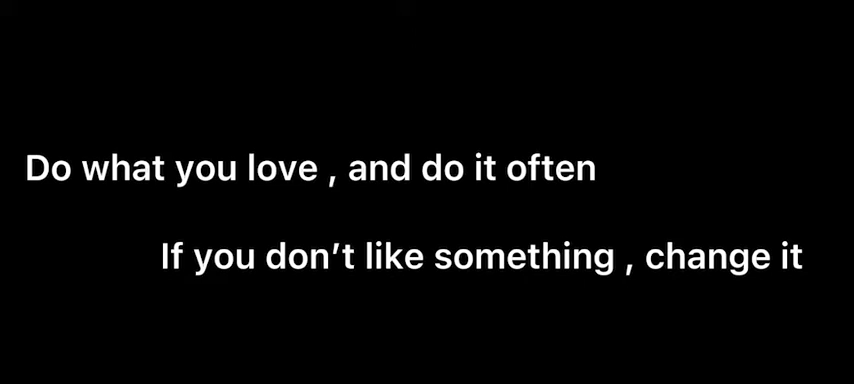 Do what you love , and do it often
If you don’t like something , change it